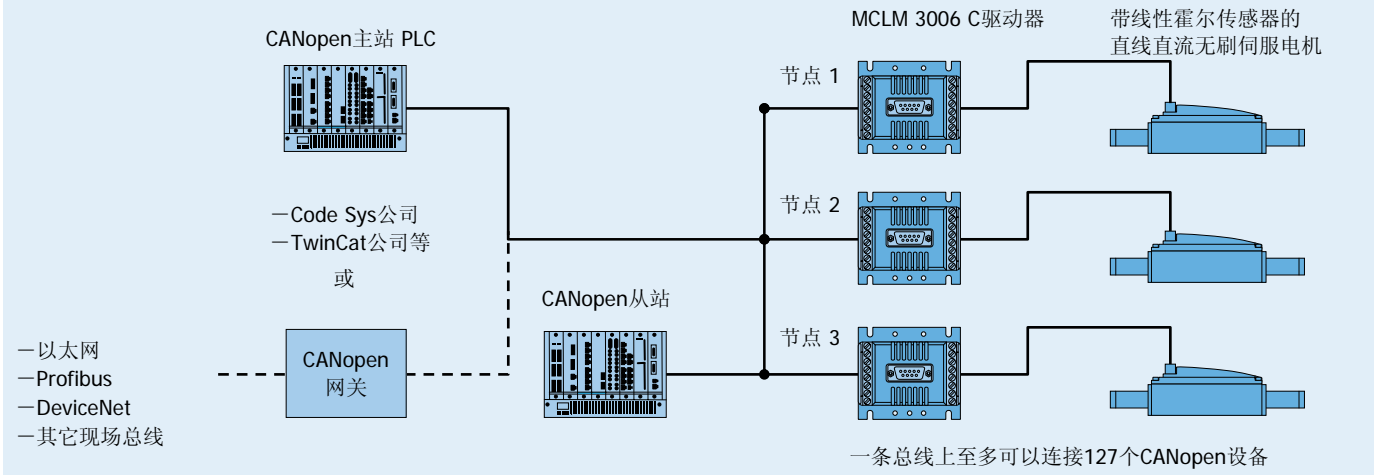 MCLM 3006 C驱动器
带线性霍尔传感器的
直线直流无刷伺服电机
CANopen主站 PLC
节点 1
－Code Sys公司
－TwinCat公司等
或
节点 2
CANopen从站
节点 3
－以太网
－Profibus
－DeviceNet
－其它现场总线
CANopen
网关
一条总线上至多可以连接127个CANopen设备